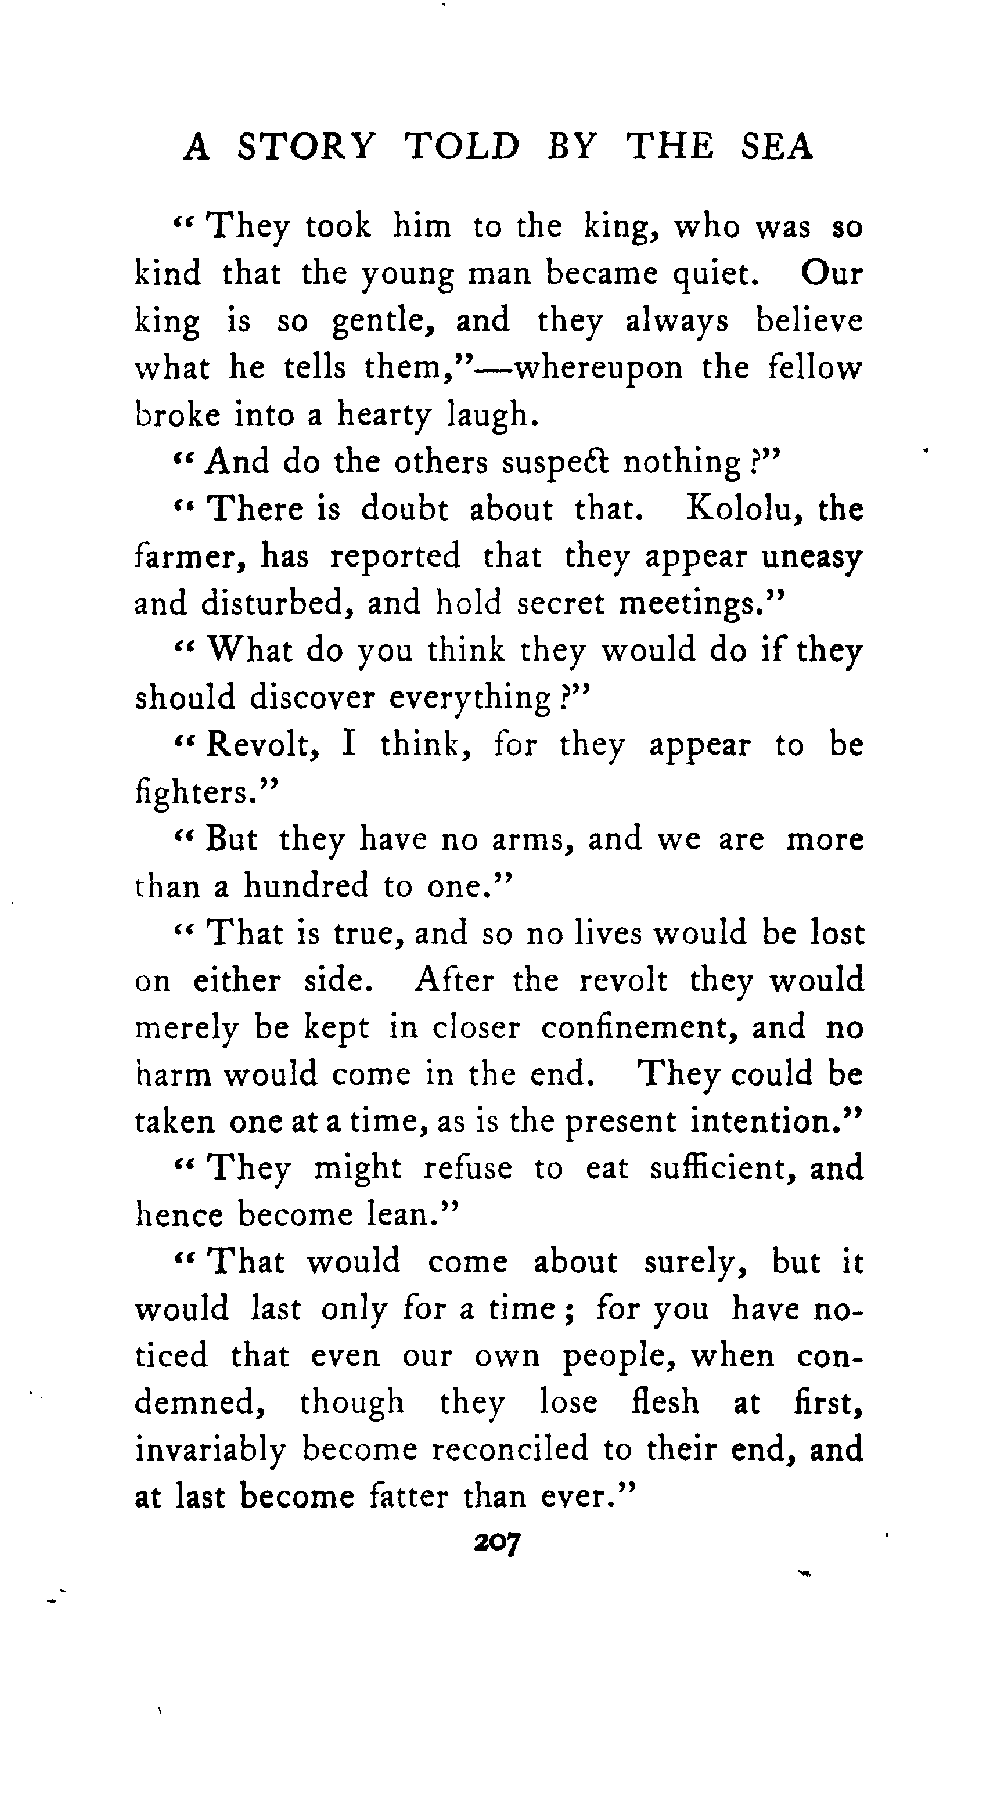 A STORY TOLD BY THE SEA
“ They took him to the king, who was so
kind that the young man became quiet. Our
king is so gentle, and they always believe
what he tells them,”—whereupon the fellow
broke into a hearty laugh.
“ And do the others suspect nothing ?”
“ There is doubt about that. Kololu, the
farmer, has reported that they appear uneasy
and disturbed, and hold secret meetings.”
“ What do you think they would do if they
should discover everything ?”
“ Revolt, I think, for they appear to be
fighters.”
“ But they have no arms, and we are more
than a hundred to one.”
“ That is true, and so no lives would be lost
on either side. After the revolt they would
merely be kept in closer confinement, and no
harm would come in the end. They could be
taken one at a time, as is the present intention.”
“ They might refuse to eat sufficient, and
hence become lean.”
“ That would come about surely, but it
would last only for a time ; for you have no-
ticed that even our own people, when con-
demned, though they lose flesh at first,
invariably become reconciled to their end, and
at last become fatter than ever.”
207